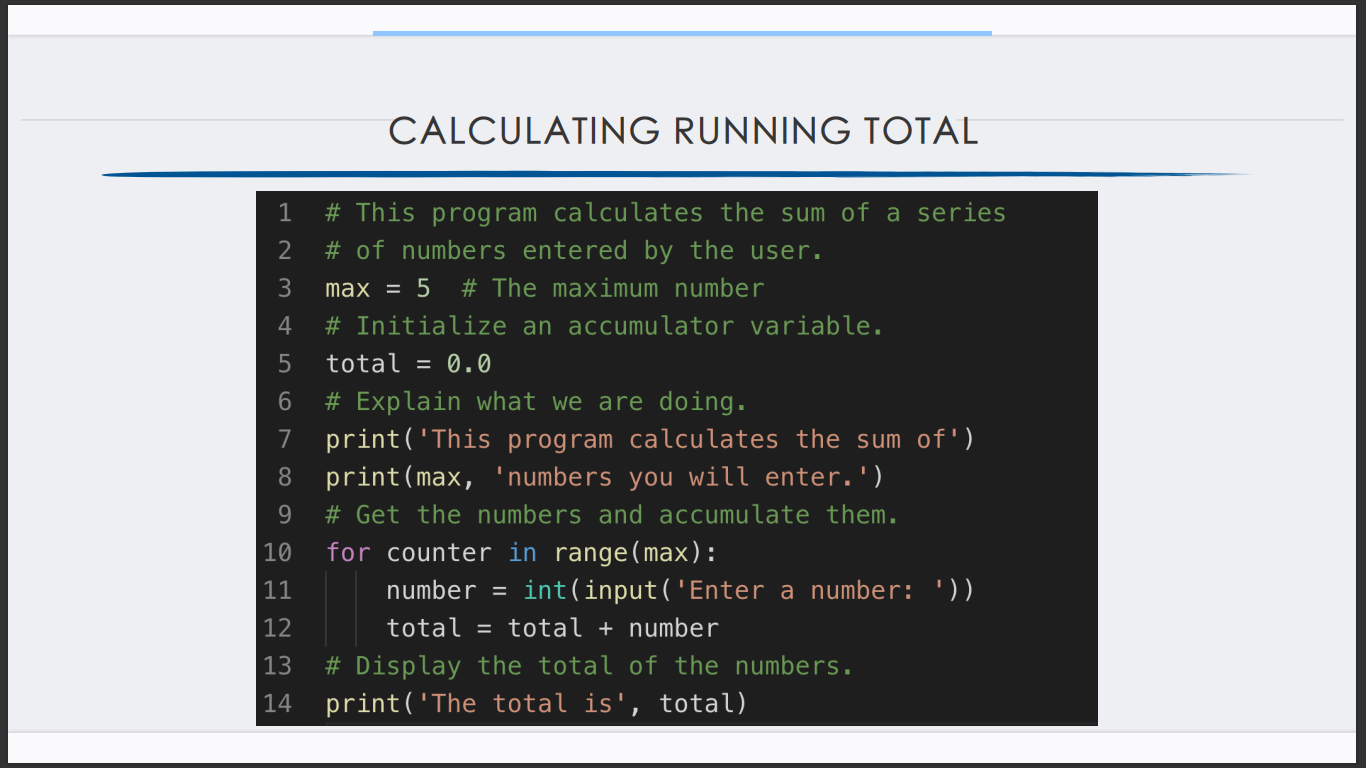 CALCULATING RUNNING TOTAL
1 # This program calculates the sum of a series
2 # of numbers entered by the user.
3 max = 5  # The maximum number
4 # Initialize an accumulator variable.
5 total = 0.0
6 # Explain what we are doing.
7 print('This program calculates the sum of')
8 print(max, 'numbers you will enter.')
9 # Get the numbers and accumulate them.
10 for counter in range(max):
11     number = int(input('Enter a number: '))
12     total = total + number
13 # Display the total of the numbers.
14 print('The total is', total)